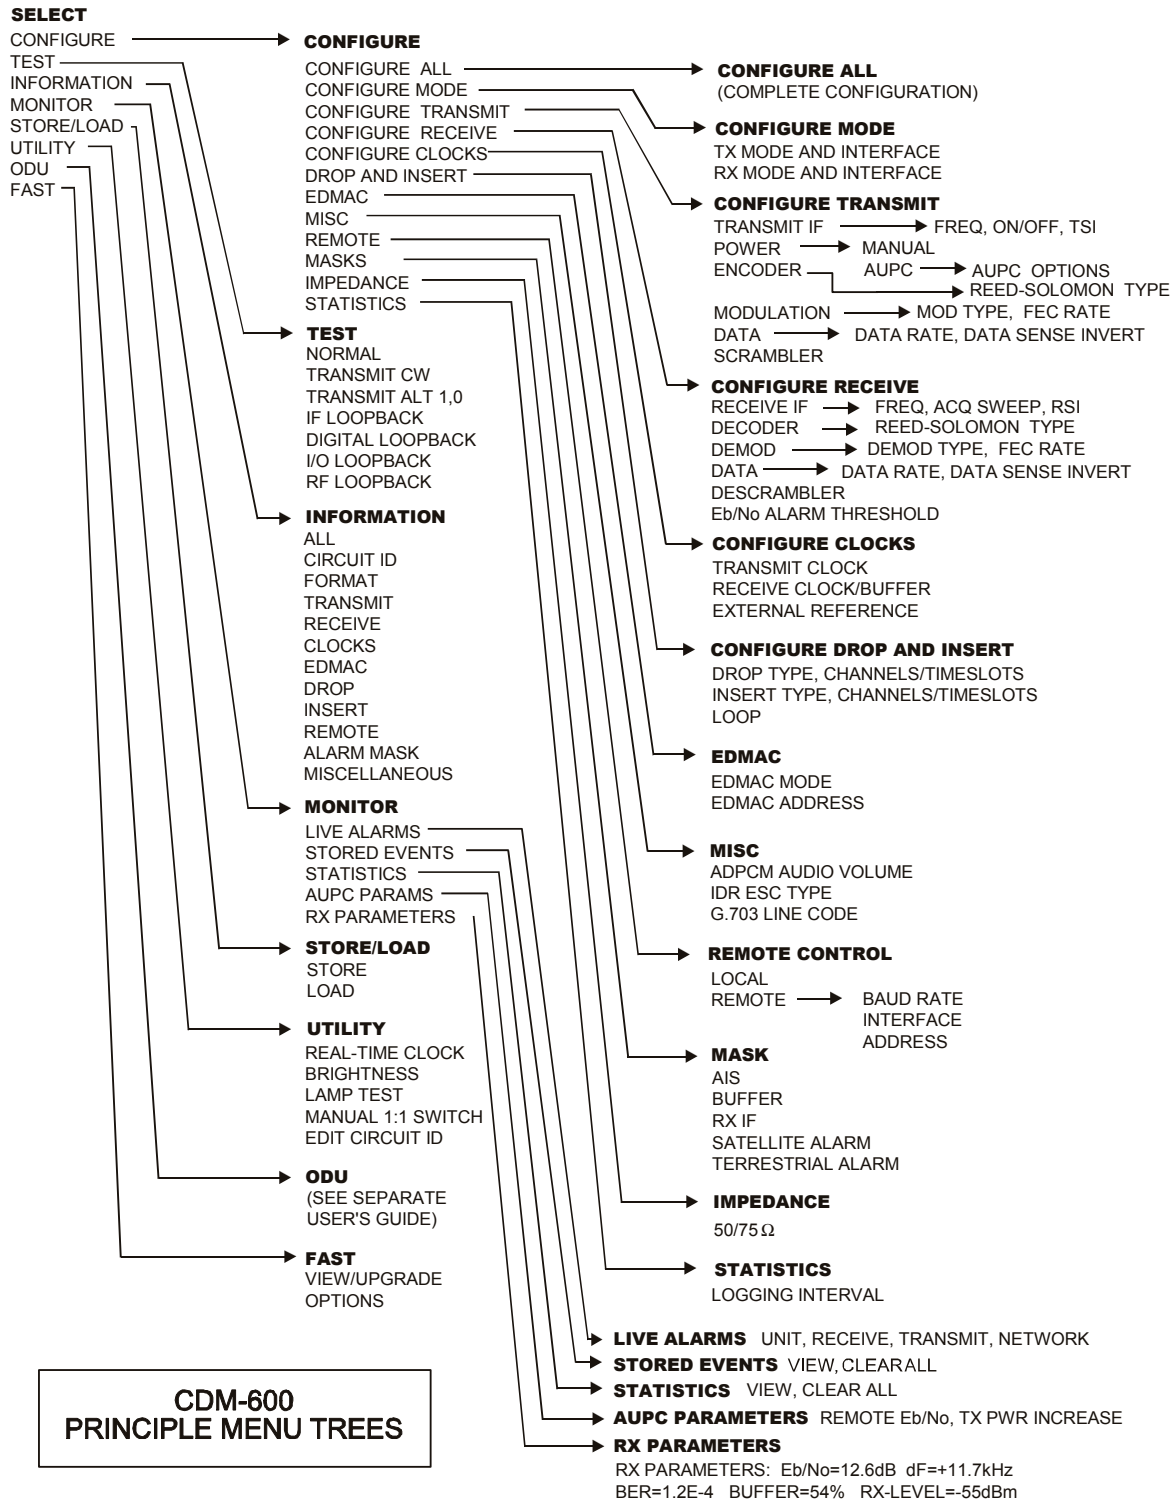 SELECT
CONFIGURE
TEST
INFORMATION
MONITOR
STORE/LOAD
UTILITY
ODU
FAST
CONFIGURE
CONFIGURE ALL
CONFIGURE MODE
CONFIGURE TRANSMIT
CONFIGURE RECEIVE
CONFIGURE CLOCKS
DROP AND INSERT
EDMAC
MISC
REMOTE
MASKS
IMPEDANCE
STATISTICS
TEST
NORMAL
TRANSMIT CW
TRANSMIT ALT 1,0
IF LOOPBACK
DIGITAL LOOPBACK
I/O LOOPBACK
RF LOOPBACK
INFORMATION
ALL
CIRCUIT ID
FORMAT
TRANSMIT
RECEIVE
CLOCKS
EDMAC
DROP
INSERT
REMOTE
ALARM MASK
MISCELLANEOUS
MONITOR
LIVE ALARMS
STORED EVENTS
STATISTICS
AUPC PARAMS
RX PARAMETERS
STORE/LOAD
STORE
LOAD
UTILITY
REAL-TIME CLOCK
BRIGHTNESS
LAMP TEST
MANUAL 1:1 SWITCH
EDIT CIRCUIT ID
ODU
(SEE SEPARATE
USER'S GUIDE)
FAST
VIEW/UPGRADE
OPTIONS
CONFIGURE ALL
(COMPLETE CONFIGURATION)
CONFIGURE MODE
TX MODE AND INTERFACE
RX MODE AND INTERFACE
CONFIGURE TRANSMIT
TRANSMIT IF FREQ, ON/OFF, TSI
POWER MANUAL
ENCODER AUPC AUPC OPTIONS
REED-SOLOMON TYPE
MODULATION MOD TYPE, FEC RATE
DATA DATA RATE, DATA SENSE INVERT
SCRAMBLER
CONFIGURE RECEIVE
RECEIVE IF FREQ, ACQ SWEEP, RSI
DECODER REED-SOLOMON TYPE
DEMOD DEMOD TYPE, FEC RATE
DATA DATA RATE, DATA SENSE INVERT
DESCRAMBLER
Eb/No ALARM THRESHOLD
CONFIGURE CLOCKS
TRANSMIT CLOCK
RECEIVE CLOCK/BUFFER
EXTERNAL REFERENCE
CONFIGURE DROP AND INSERT
DROP TYPE, CHANNELS/TIMESLOTS
INSERT TYPE, CHANNELS/TIMESLOTS
LOOP
EDMAC
EDMAC MODE
EDMAC ADDRESS
MISC
ADPCM AUDIO VOLUME
IDR ESC TYPE
G.703 LINE CODE
REMOTE CONTROL
LOCAL
REMOTE BAUD RATE
INTERFACE
ADDRESS
MASK
AIS
BUFFER
RX IF
SATELLITE ALARM
TERRESTRIAL ALARM
IMPEDANCE
50/75 Ω
STATISTICS
LOGGING INTERVAL
LIVE ALARMS UNIT, RECEIVE, TRANSMIT, NETWORK
STORED EVENTS VIEW, CLEAR ALL
STATISTICS VIEW, CLEAR ALL
AUPC PARAMETERS REMOTE Eb/No, TX PWR INCREASE
RX PARAMETERS
RX PARAMETERS: Eb/No=12.6dB dF=+11.7kHz
BER=1.2E-4 BUFFER=54% RX-LEVEL=-55dBm
CDM-600
PRINCIPLE MENU TREES